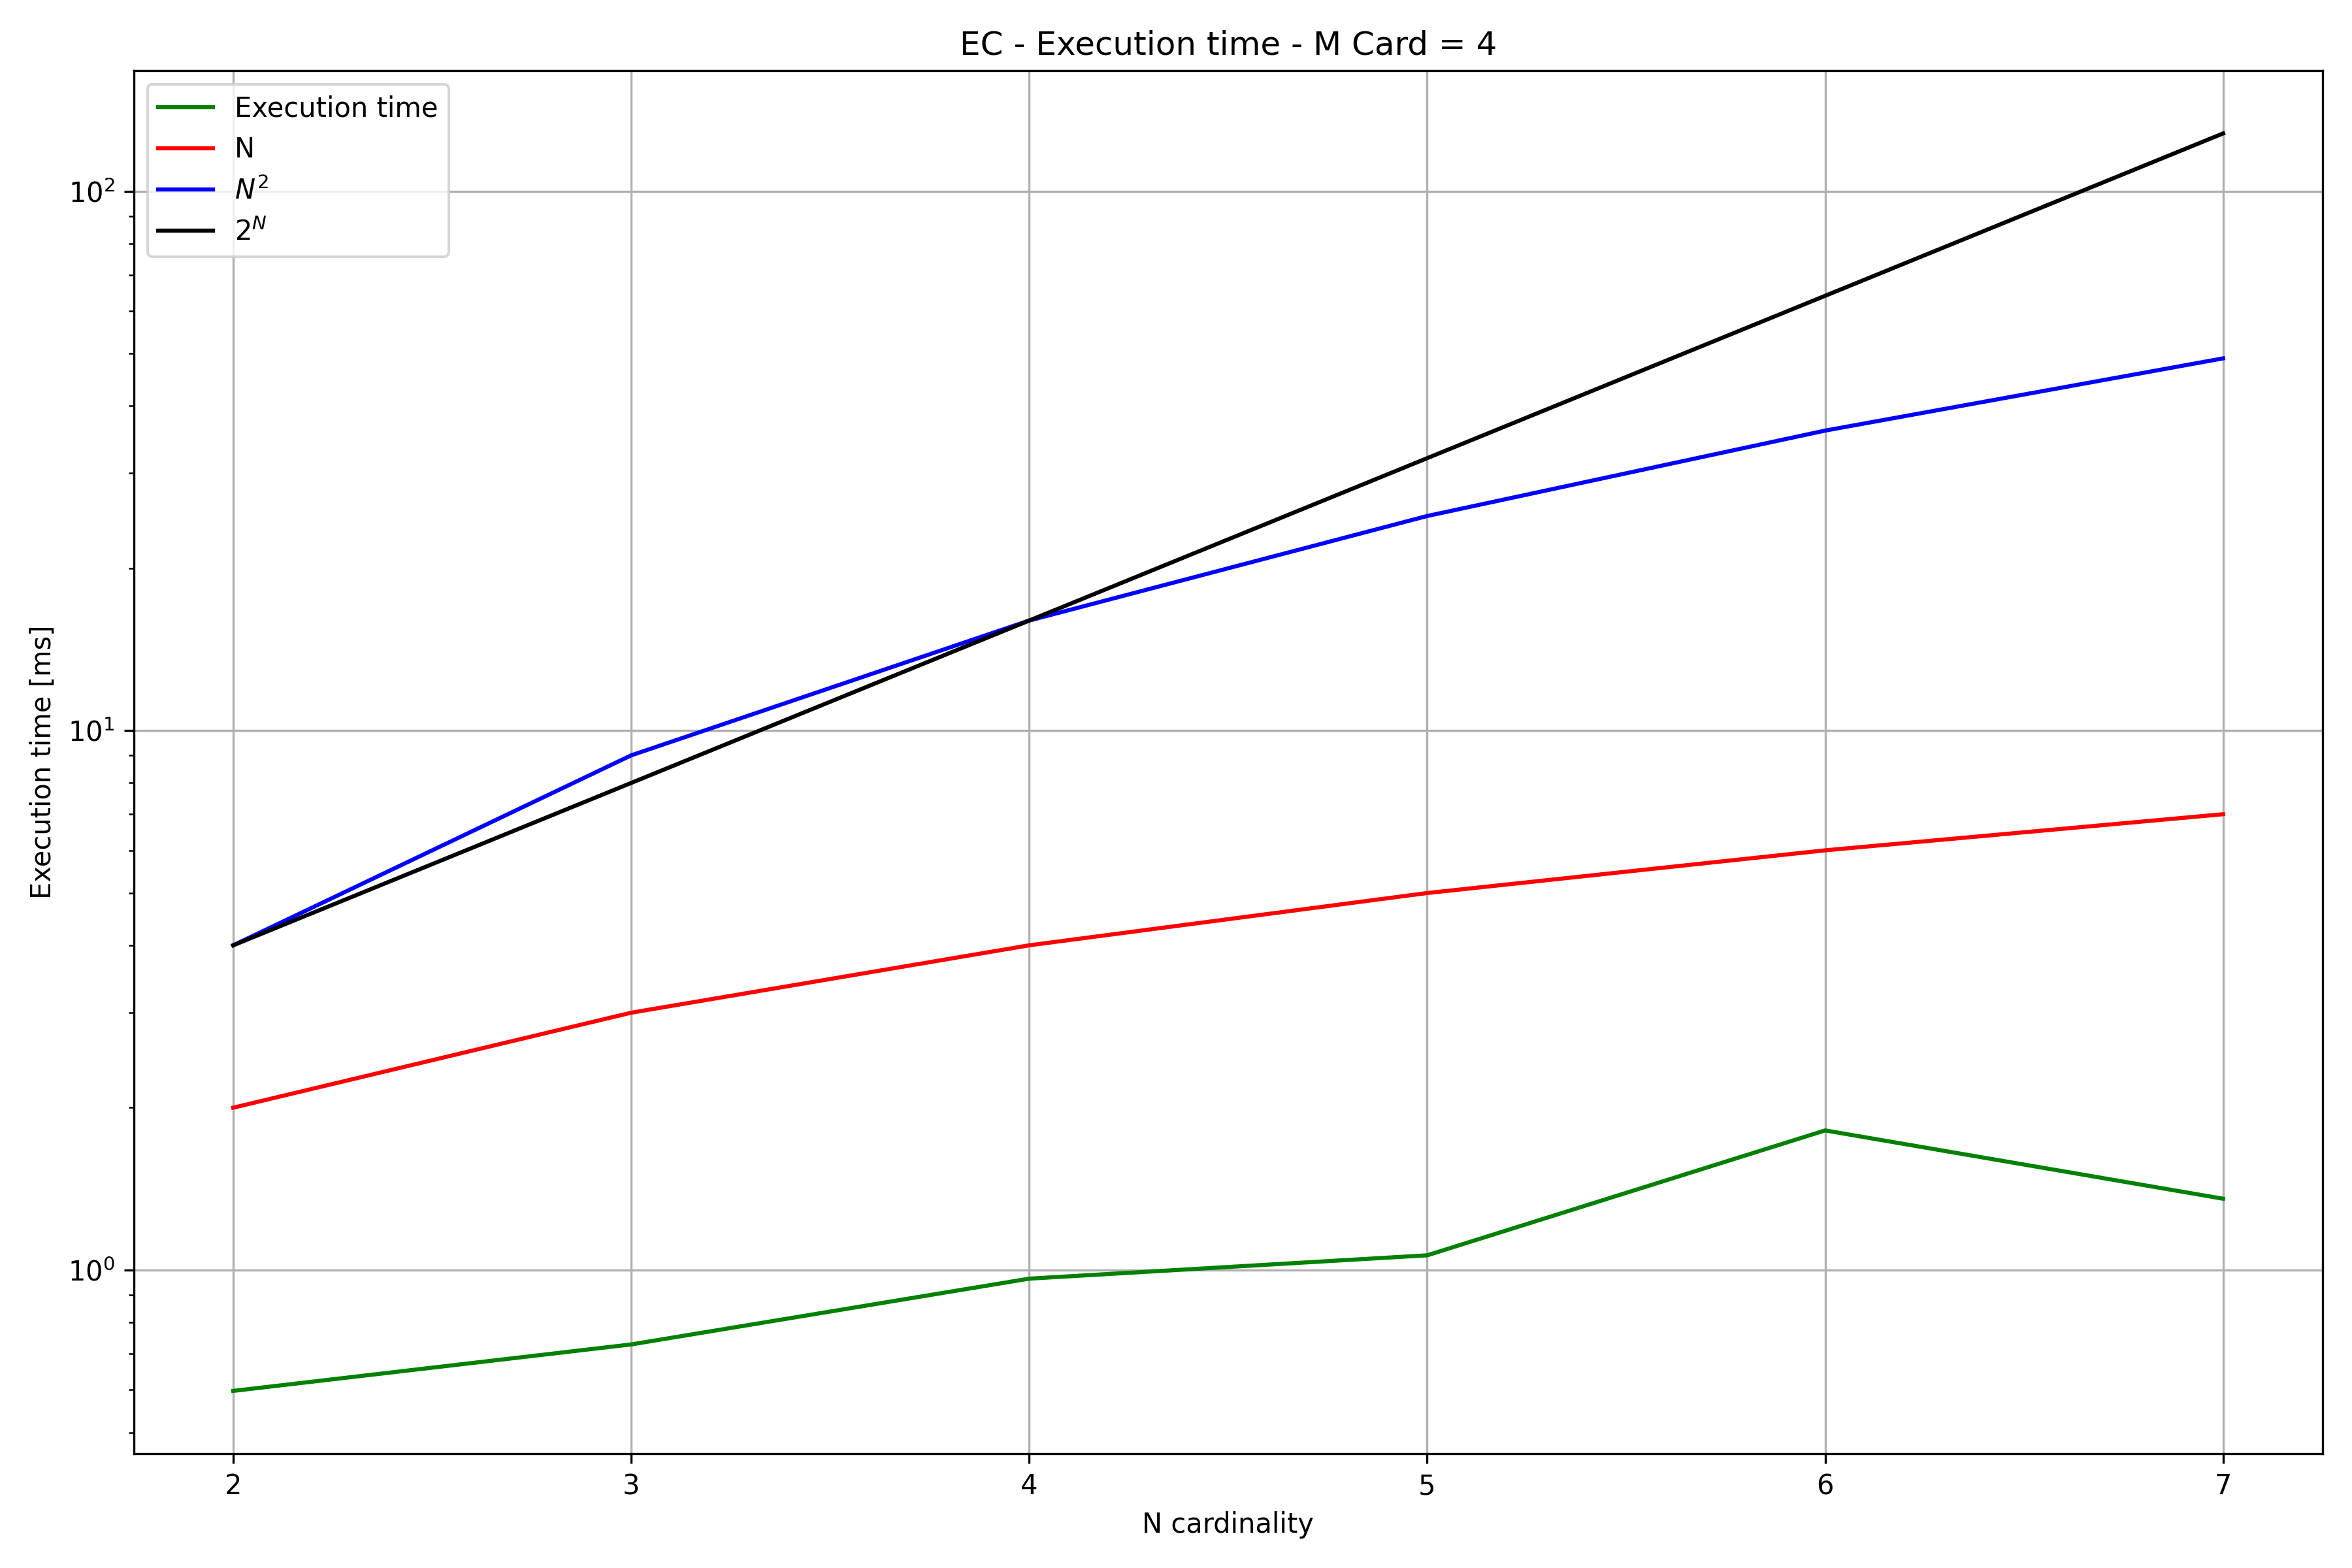 EC - Execution time - M Card = 4
Execution time
N
N²
2ᴺ
10²
10¹
10⁰
Execution time [ms]
2 3 4 5 6 7
N cardinality